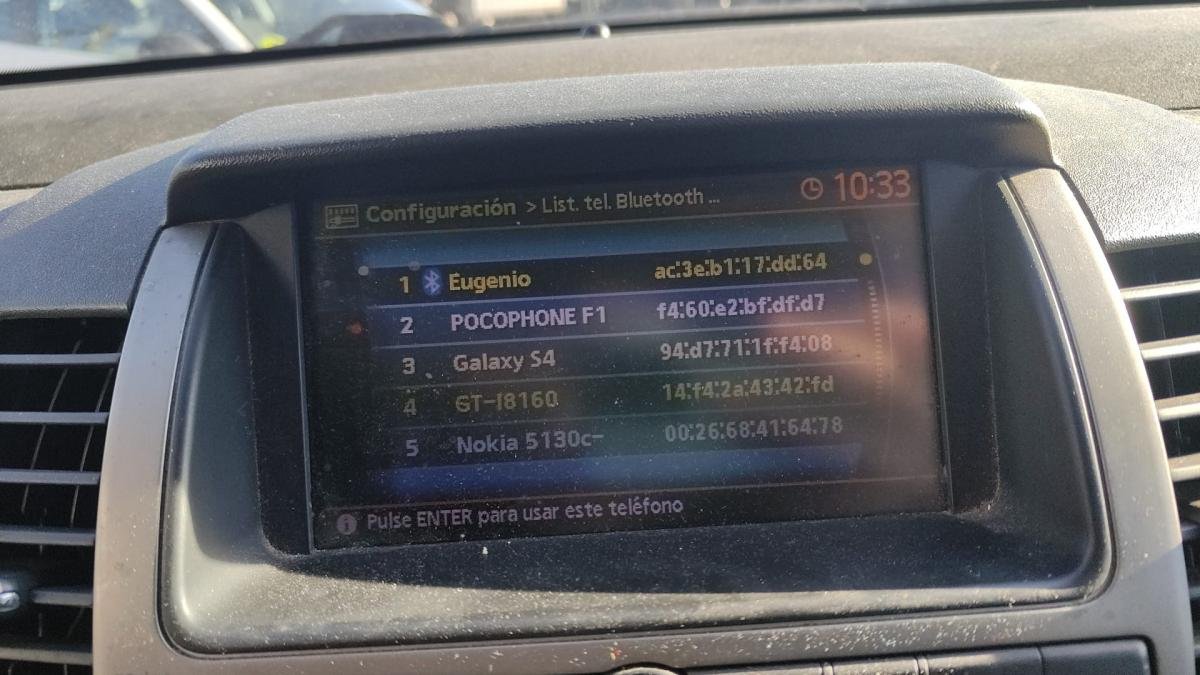 Configuración > List. tel. Bluetooth ... 10:33
1 Eugenio ac:3e:b1:17:dd:64
2 POCOPHONE F1 f4:60:e2:bf:df:d7
3 Galaxy S4 94:d7:71:1f:f4:08
4 GT-I8160 14:f4:2a:43:42:fd
5 Nokia 5130c- 00:26:68:41:64:78
Pulse ENTER para usar este teléfono